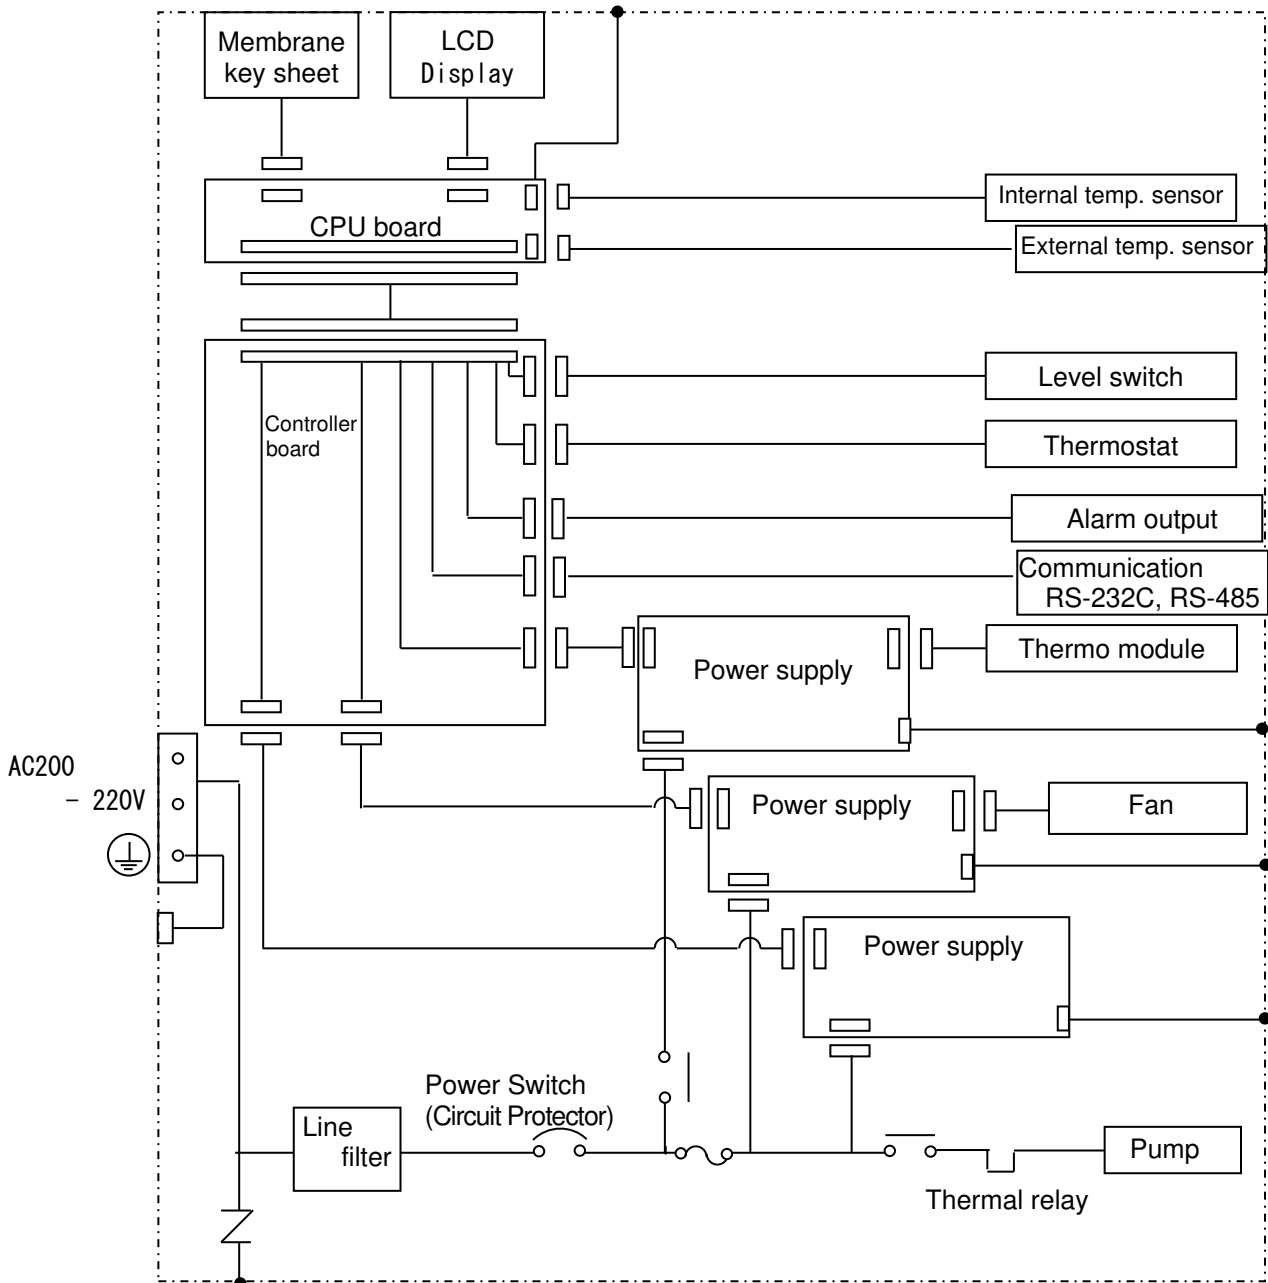 Membrane
key sheet
LCD
Display
CPU board
Internal temp. sensor
External temp. sensor
Controller
board
Level switch
Thermostat
Alarm output
Communication
RS-232C, RS-485
Power supply
Thermo module
AC200
- 220V
Power supply
Fan
Power supply
Power Switch
(Circuit Protector)
Line
filter
Pump
Thermal relay